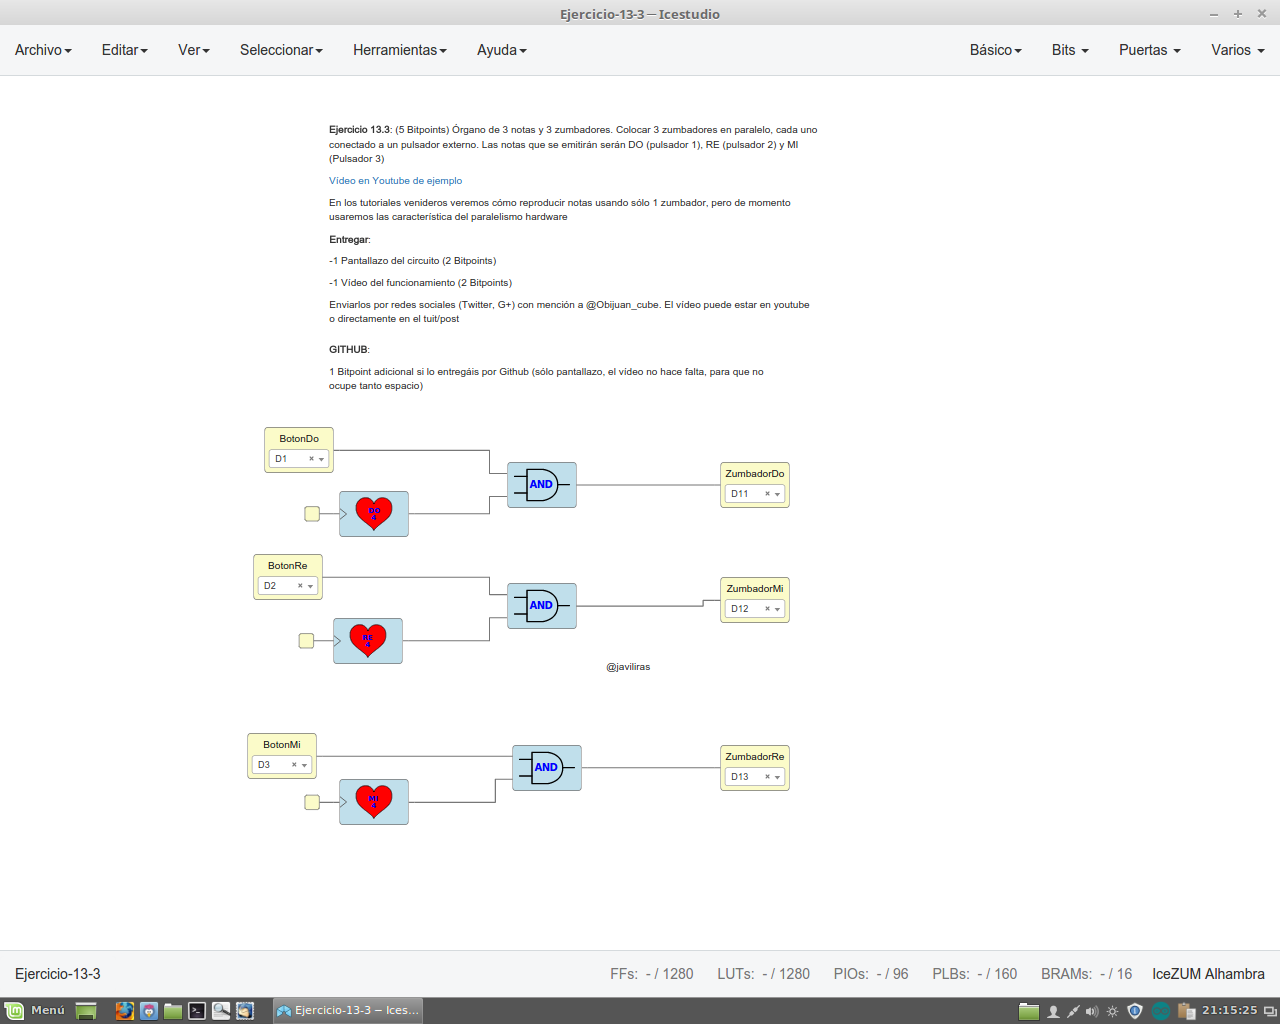 Ejercicio-13-3 — Icestudio
Archivo Editar Ver Seleccionar Herramientas Ayuda Básico Bits Puertas Varios
Ejercicio 13.3: (5 Bitpoints) Órgano de 3 notas y 3 zumbadores. Colocar 3 zumbadores en paralelo, cada uno
conectado a un pulsador externo. Las notas que se emitirán serán DO (pulsador 1), RE (pulsador 2) y MI
(Pulsador 3)
Vídeo en Youtube de ejemplo
En los tutoriales venideros veremos cómo reproducir notas usando sólo 1 zumbador, pero de momento
usaremos las característica del paralelismo hardware
Entregar:
-1 Pantallazo del circuito (2 Bitpoints)
-1 Vídeo del funcionamiento (2 Bitpoints)
Enviarlos por redes sociales (Twitter, G+) con mención a @Obijuan_cube. El vídeo puede estar en youtube
o directamente en el tuit/post
GITHUB:
1 Bitpoint adicional si lo entregáis por Github (sólo pantallazo, el vídeo no hace falta, para que no
ocupe tanto espacio)
BotonDo
D1
DO
4
AND
ZumbadorDo
D11
BotonRe
D2
RE
4
AND
ZumbadorMi
D12
@javiliras
BotonMi
D3
MI
4
AND
ZumbadorRe
D13
Ejercicio-13-3 FFs: - / 1280 LUTs: - / 1280 PIOs: - / 96 PLBs: - / 160 BRAMs: - / 16 IceZUM Alhambra
Menú Ejercicio-13-3 — Ices... 21:15:25